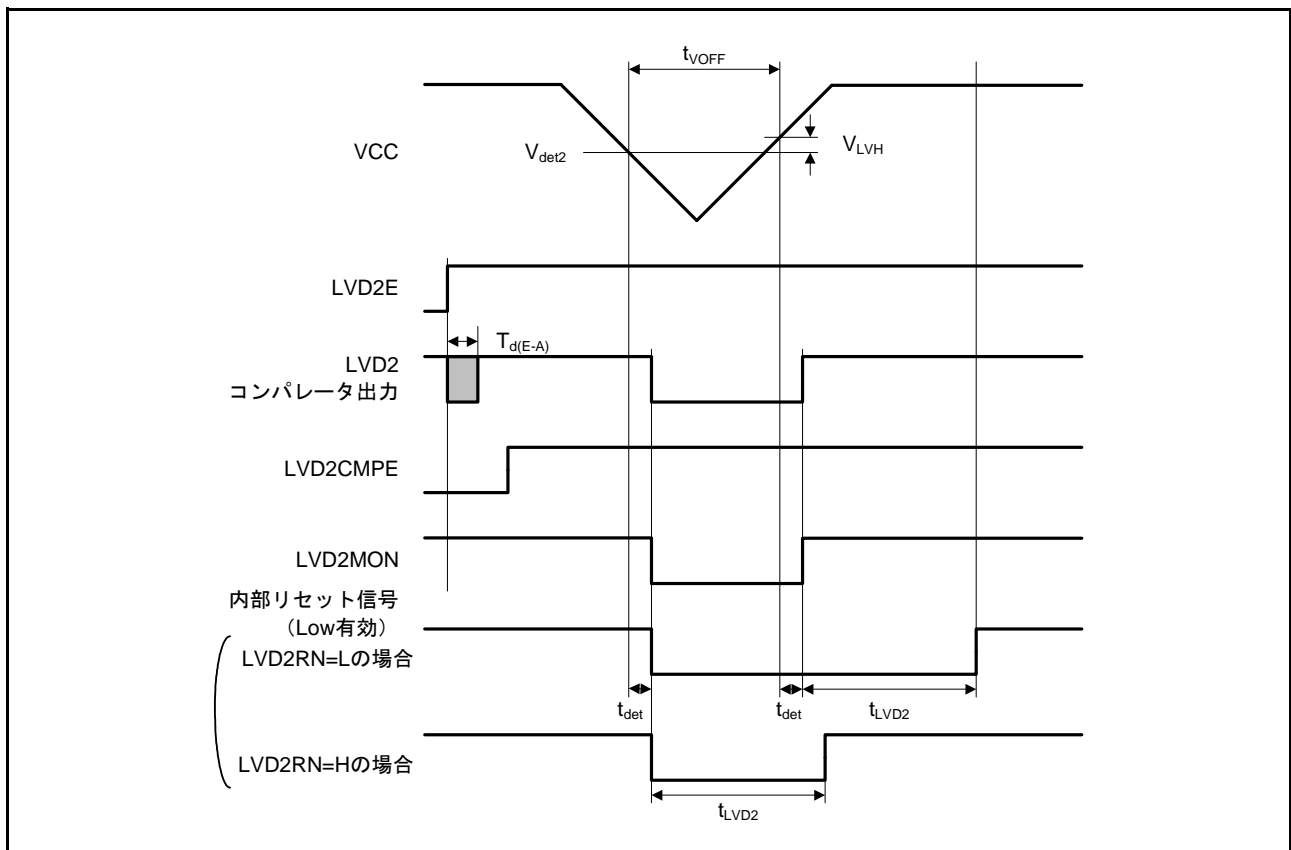 tVOFF
VCC
Vdet2
VLVH
LVD2E
Td(E-A)
LVD2
コンパレータ出力
LVD2CMPE
LVD2MON
内部リセット信号
（Low有効）
LVD2RN=Lの場合
tdet
tdet
tLVD2
LVD2RN=Hの場合
tLVD2